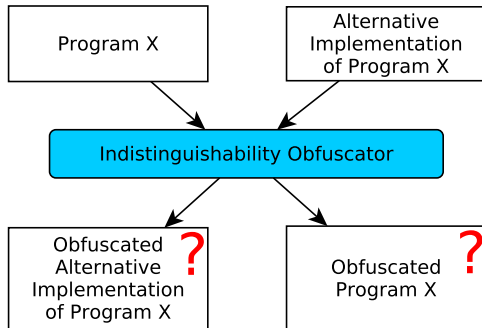 Program X
Alternative
Implementation
of Program X
Indistinguishability Obfuscator
Obfuscated
Alternative
Implementation
of Program X
?
Obfuscated
Program X
?